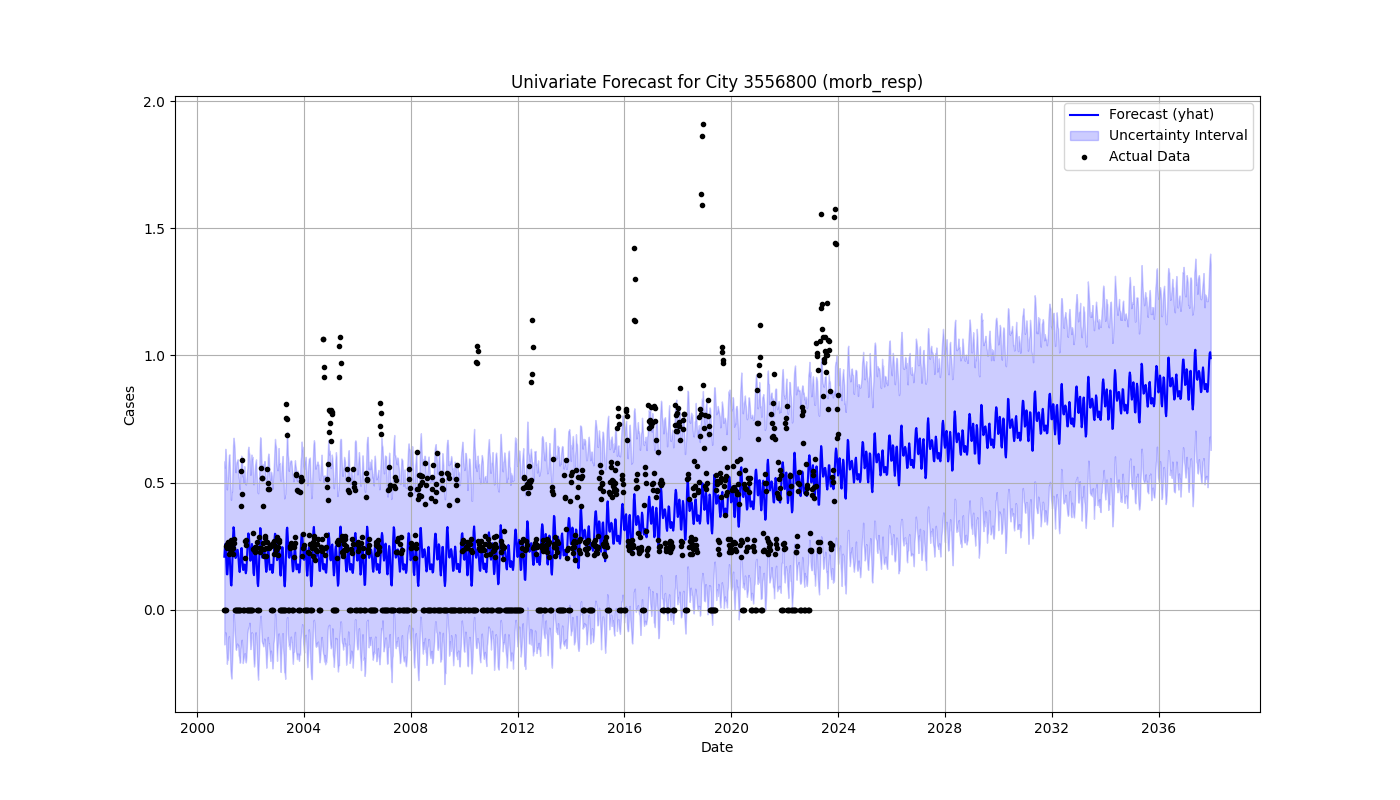 Univariate Forecast for City 3556800 (morb_resp)
Forecast (yhat)
Uncertainty Interval
Actual Data
2.0
1.5
1.0
0.5
0.0
Cases
2000 2004 2008 2012 2016 2020 2024 2028 2032 2036
Date